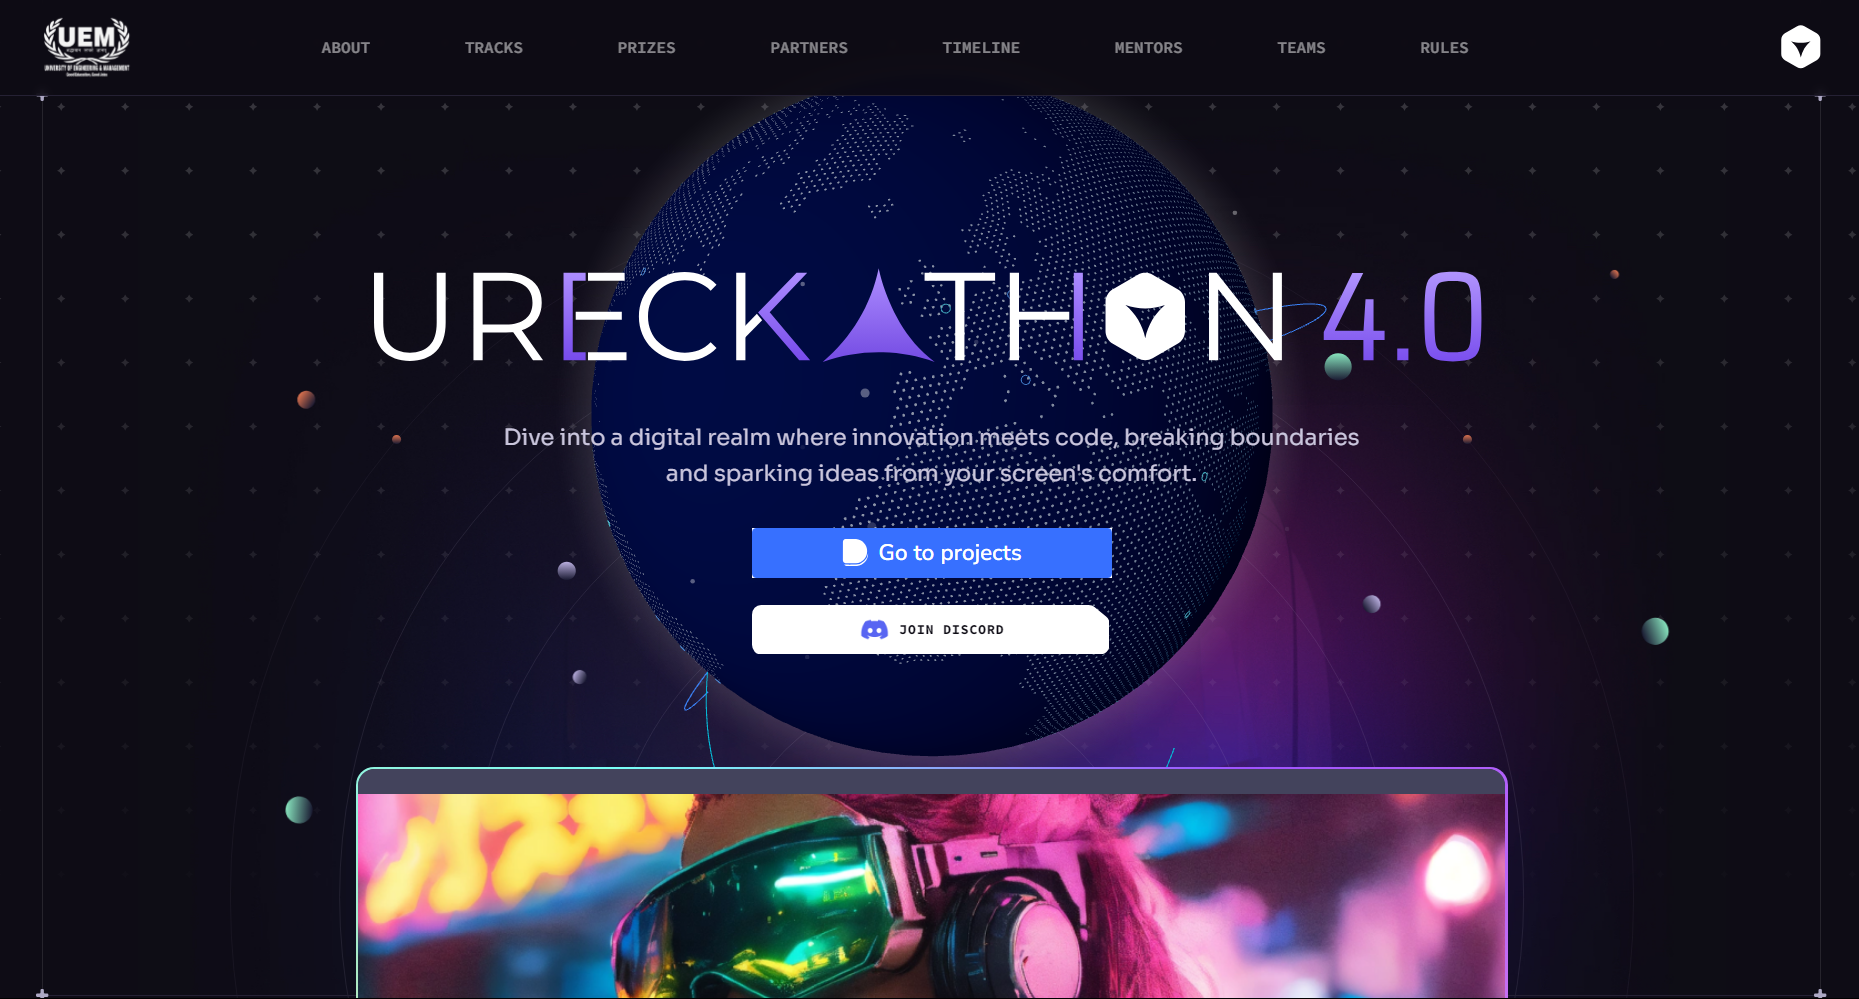 UEM
UNIVERSITY OF ENGINEERING & MANAGEMENT
ABOUT
TRACKS
PRIZES
PARTNERS
TIMELINE
MENTORS
TEAMS
RULES
URECKATHON 4.0
Dive into a digital realm where innovation meets code, breaking boundaries
and sparking ideas from your screen's comfort.
Go to projects
JOIN DISCORD